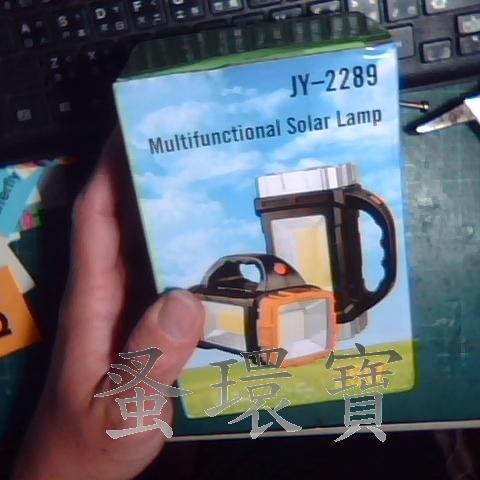 JY-2289
Multifunctional Solar Lamp
蚤環寶